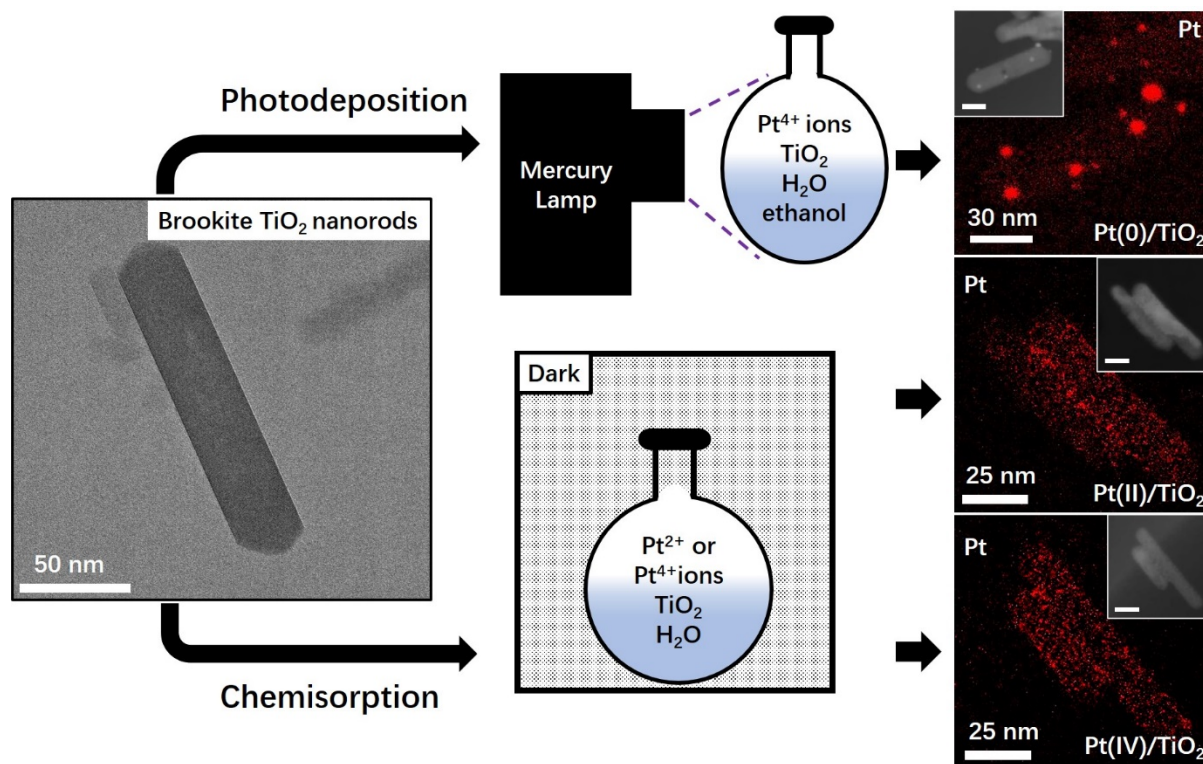 Photodeposition
Brookite TiO₂ nanorods
50 nm
Chemisorption
Mercury
Lamp
Pt⁴⁺ ions
TiO₂
H₂O
ethanol
Dark
Pt²⁺ or
Pt⁴⁺ions
TiO₂
H₂O
Pt
30 nm
Pt(0)/TiO₂
Pt
25 nm
Pt(II)/TiO₂
Pt
25 nm
Pt(IV)/TiO₂